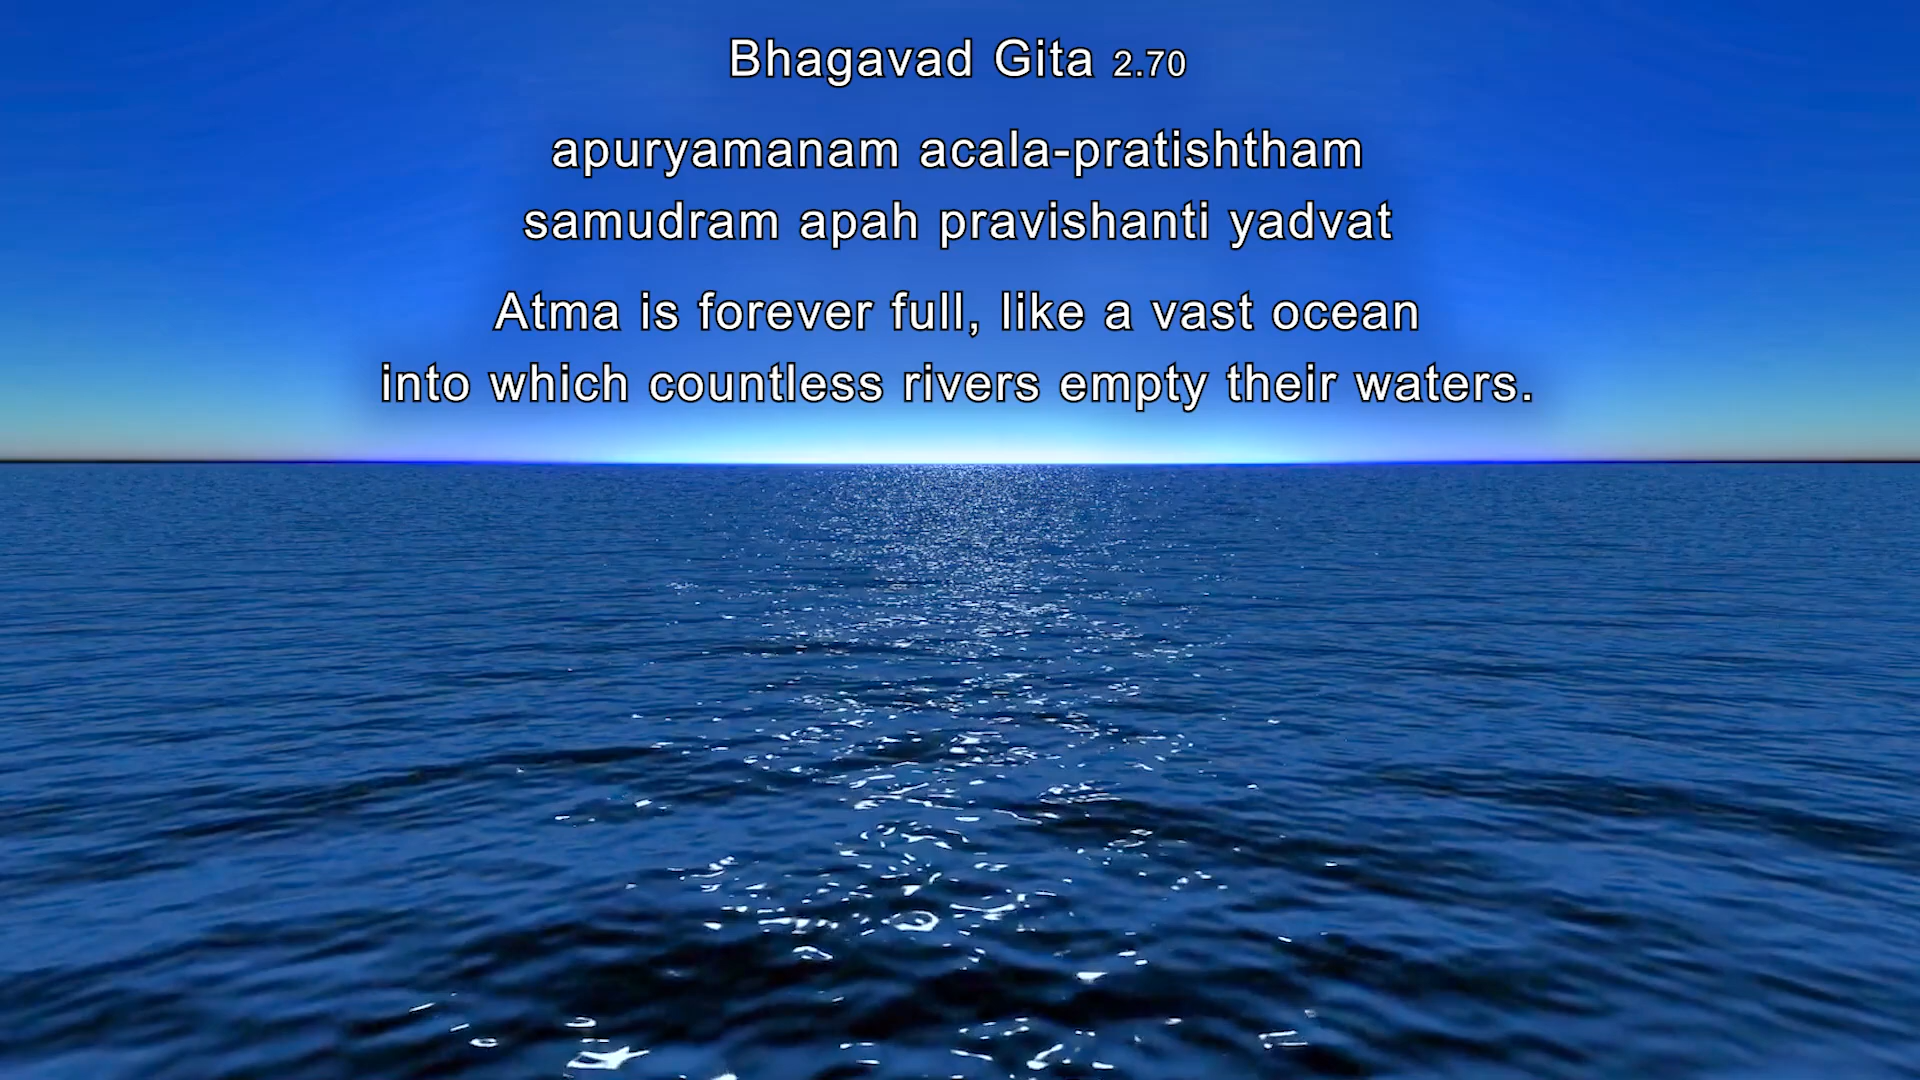 Bhagavad Gita 2.70
apuryamanam acala-pratishtham
samudram apah pravishanti yadvat
Atma is forever full, like a vast ocean
into which countless rivers empty their waters.